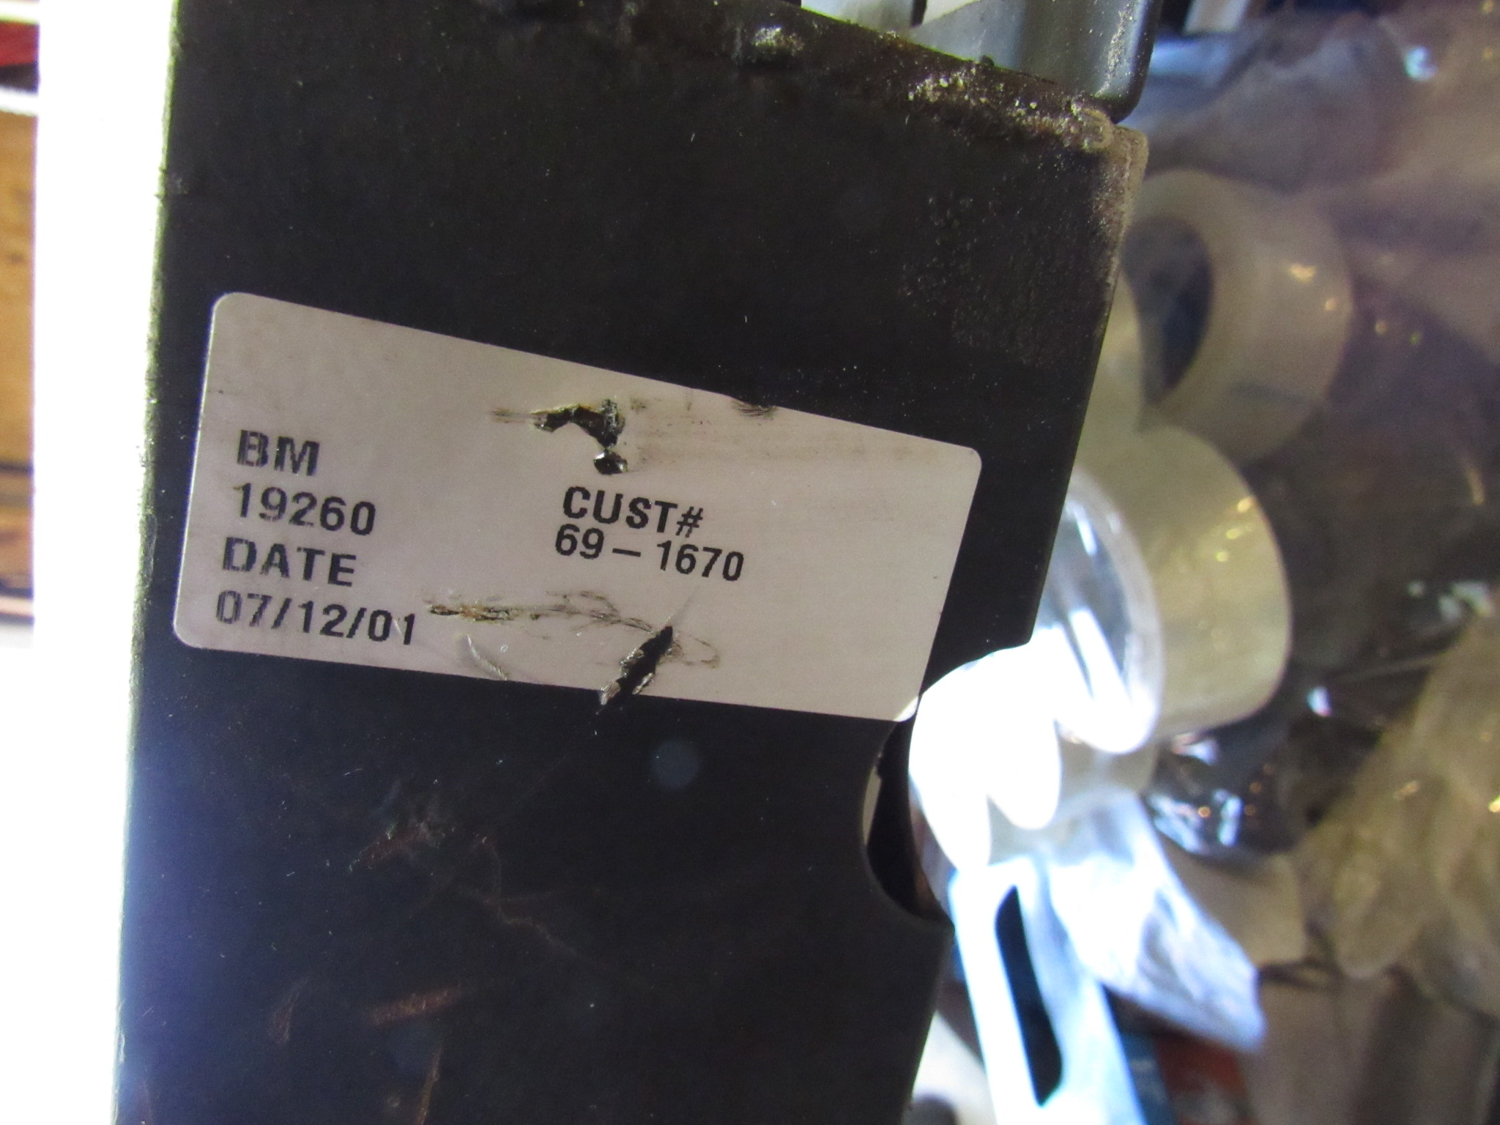 BM
19260
DATE
07/12/01
CUST#
69-1670